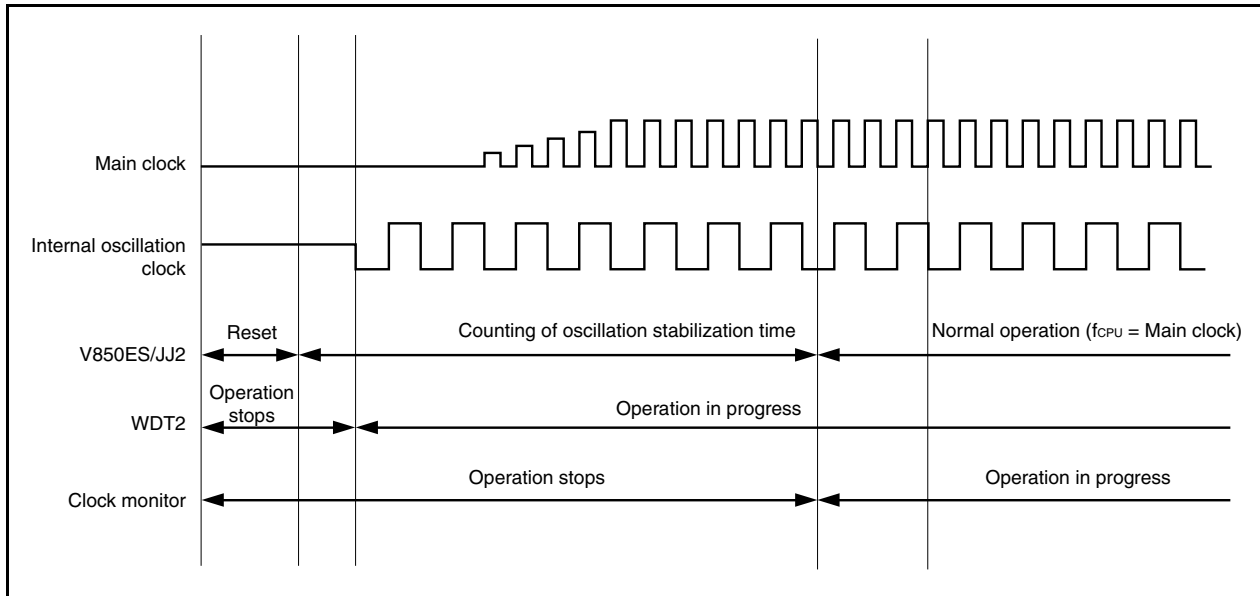 Main clock
Internal oscillation
clock
Reset
Counting of oscillation stabilization time
Normal operation (fCPU = Main clock)
V850ES/JJ2
Operation
stops
Operation in progress
WDT2
Operation stops
Operation in progress
Clock monitor